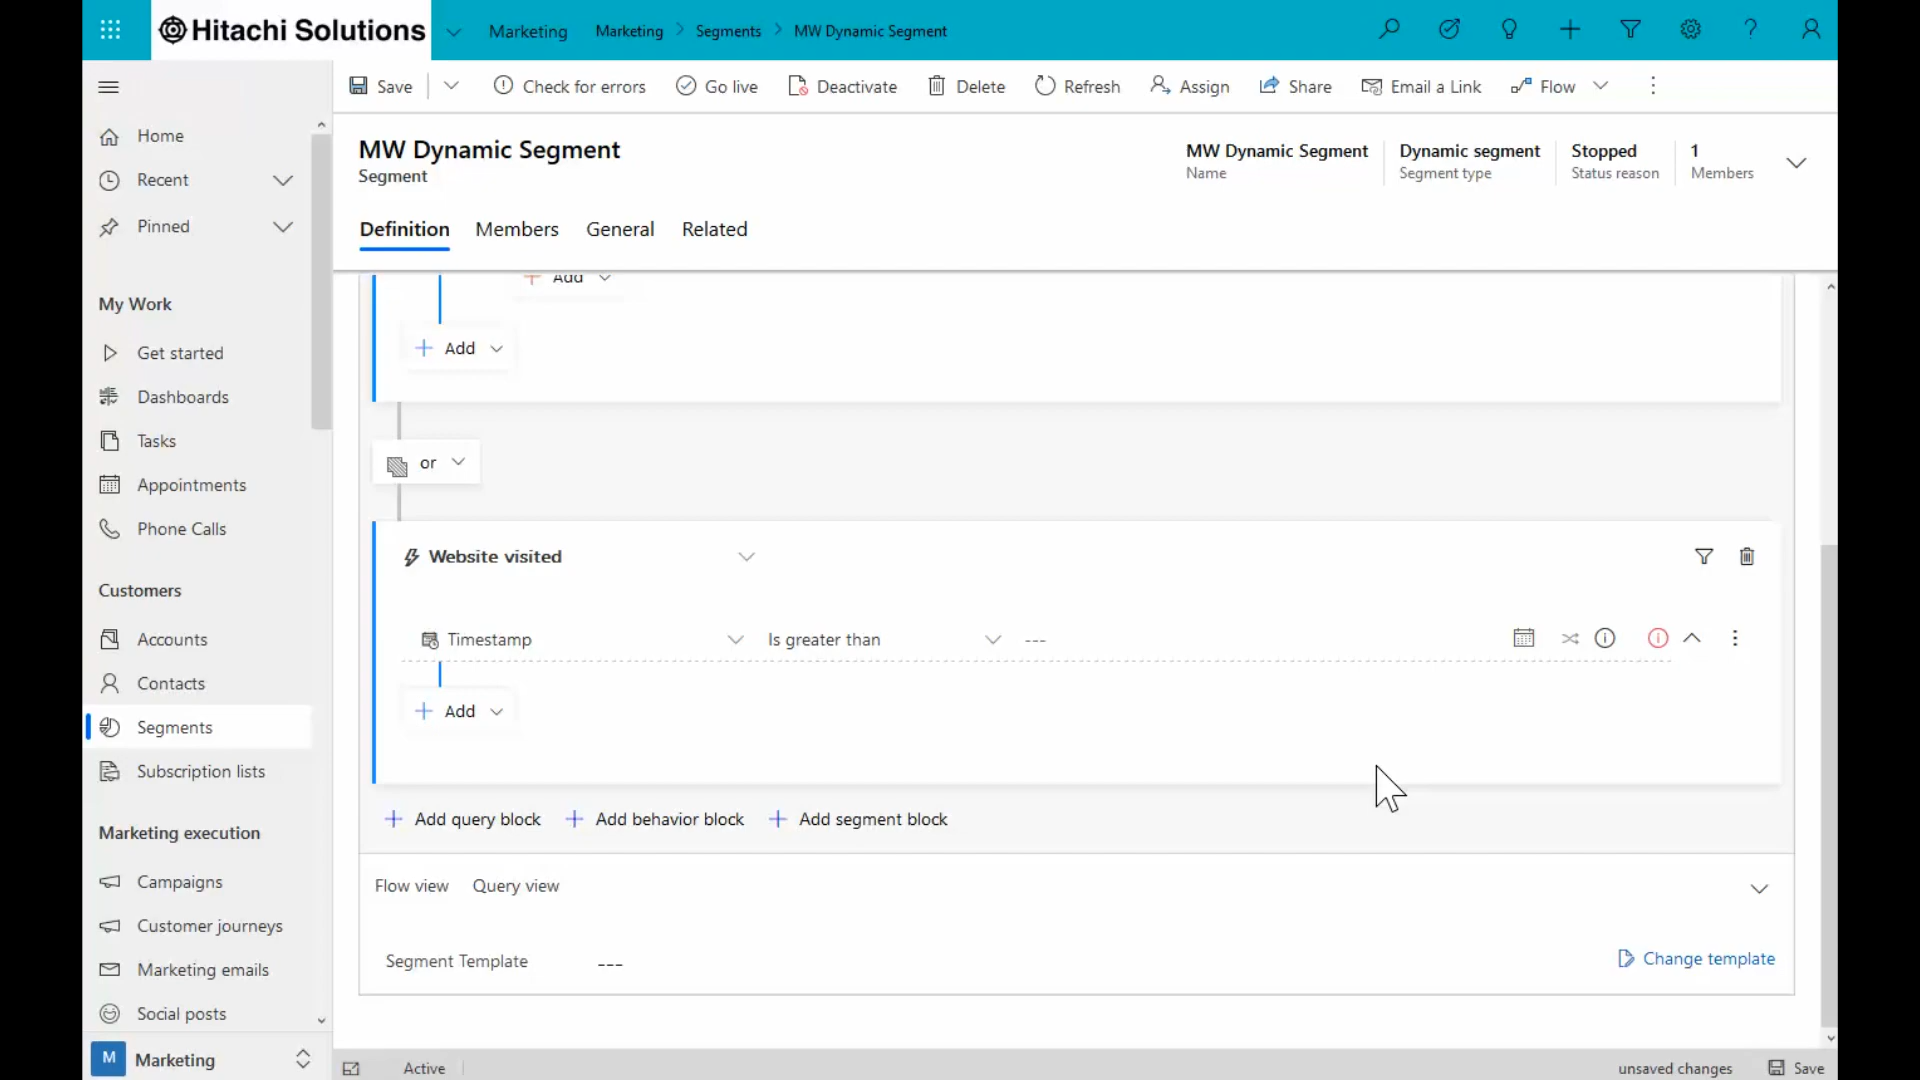 Hitachi Solutions
Marketing
Marketing > Segments > MW Dynamic Segment
Save
Check for errors
Go live
Deactivate
Delete
Refresh
Assign
Share
Email a Link
Flow
Home
Recent
Pinned
My Work
Get started
Dashboards
Tasks
Appointments
Phone Calls
Customers
Accounts
Contacts
Segments
Subscription lists
Marketing execution
Campaigns
Customer journeys
Marketing emails
Social posts
M Marketing
MW Dynamic Segment
Segment
MW Dynamic Segment
Name
Dynamic segment
Segment type
Stopped
Status reason
1
Members
Definition
Members
General
Related
Add
Add
or
Website visited
Timestamp
Is greater than
---
Add
Add query block
Add behavior block
Add segment block
Flow view
Query view
Segment Template
---
Change template
Active
unsaved changes
Save